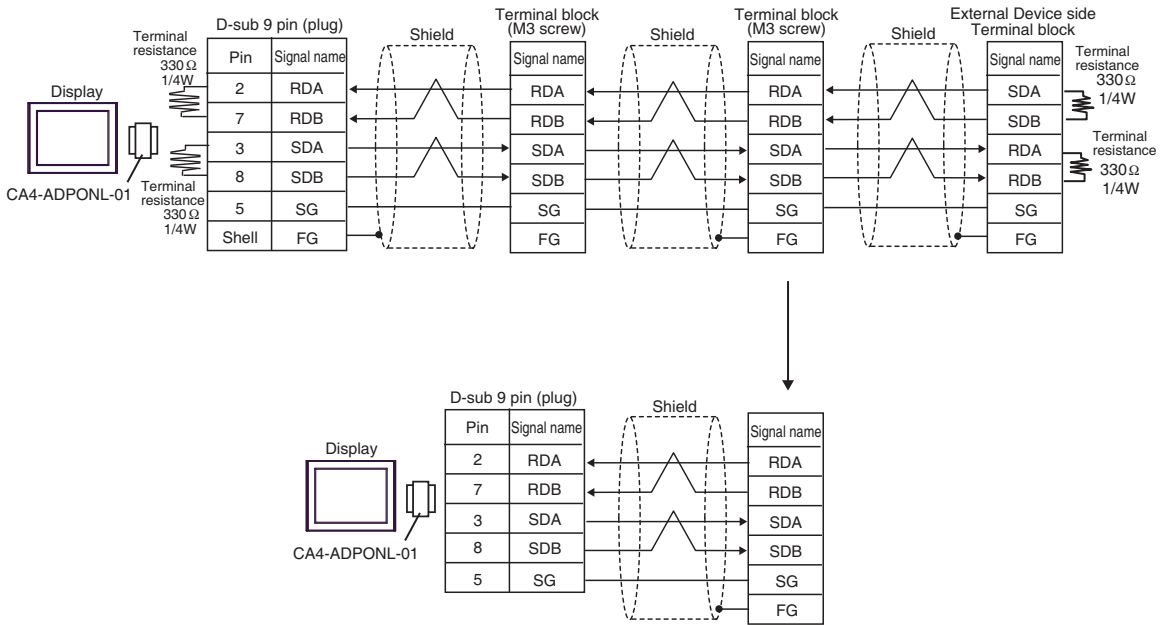 Terminal
resistance
330Ω
1/4W
Display
CA4-ADPONL-01
Terminal
resistance
330Ω
1/4W
D-sub 9 pin (plug)
Pin Signal name
2 RDA
7 RDB
3 SDA
8 SDB
5 SG
Shell FG
Shield
Terminal block
(M3 screw)
Signal name
RDA
RDB
SDA
SDB
SG
FG
Shield
Terminal block
(M3 screw)
Signal name
RDA
RDB
SDA
SDB
SG
FG
Shield
External Device side
Terminal block
Signal name
SDA
SDB
RDA
RDB
SG
FG
Terminal
resistance
330Ω
1/4W
Terminal
resistance
330Ω
1/4W
Display
CA4-ADPONL-01
D-sub 9 pin (plug)
Pin Signal name
2 RDA
7 RDB
3 SDA
8 SDB
5 SG
Shield
Signal name
RDA
RDB
SDA
SDB
SG
FG